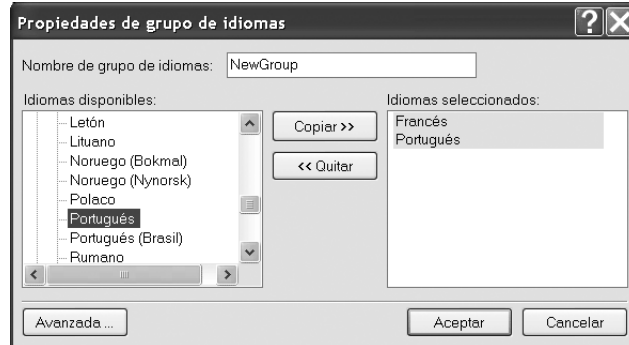 Propiedades de grupo de idiomas
Nombre de grupo de idiomas: NewGroup
Idiomas disponibles:
Letón
Lituano
Noruego (Bokmal)
Noruego (Nynorsk)
Polaco
Portugués
Portugués (Brasil)
Rumano
Copiar >>
<< Quitar
Idiomas seleccionados:
Francés
Portugués
Avanzada ...
Aceptar
Cancelar